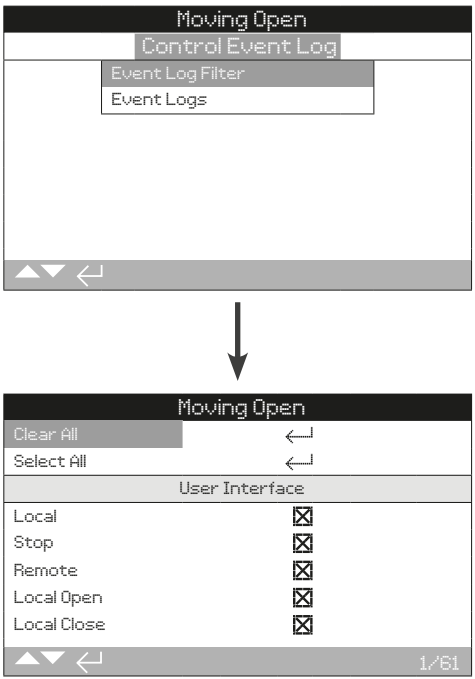 Moving Open
Control Event Log
Event Log Filter
Event Logs
Moving Open
Clear All
Select All
User Interface
Local
Stop
Remote
Local Open
Local Close
1/61